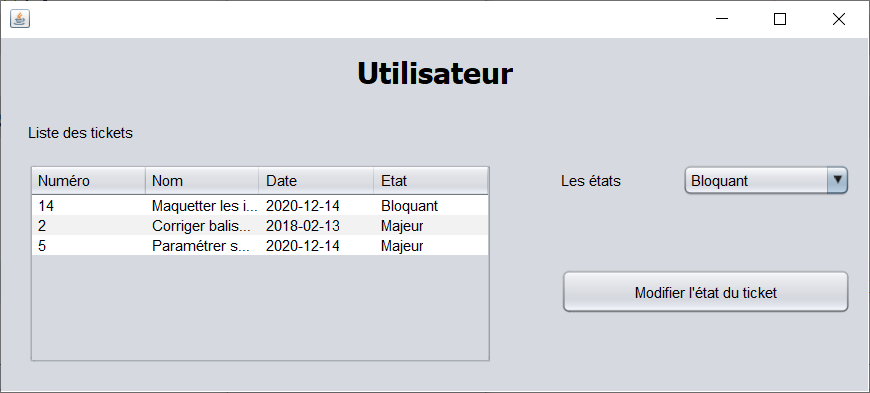 Utilisateur
Liste des tickets
Numéro Nom Date Etat
14 Maquetter les i... 2020-12-14 Bloquant
2 Corriger balis... 2018-02-13 Majeur
5 Paramétrer s... 2020-12-14 Majeur
Les états Bloquant
Modifier l'état du ticket